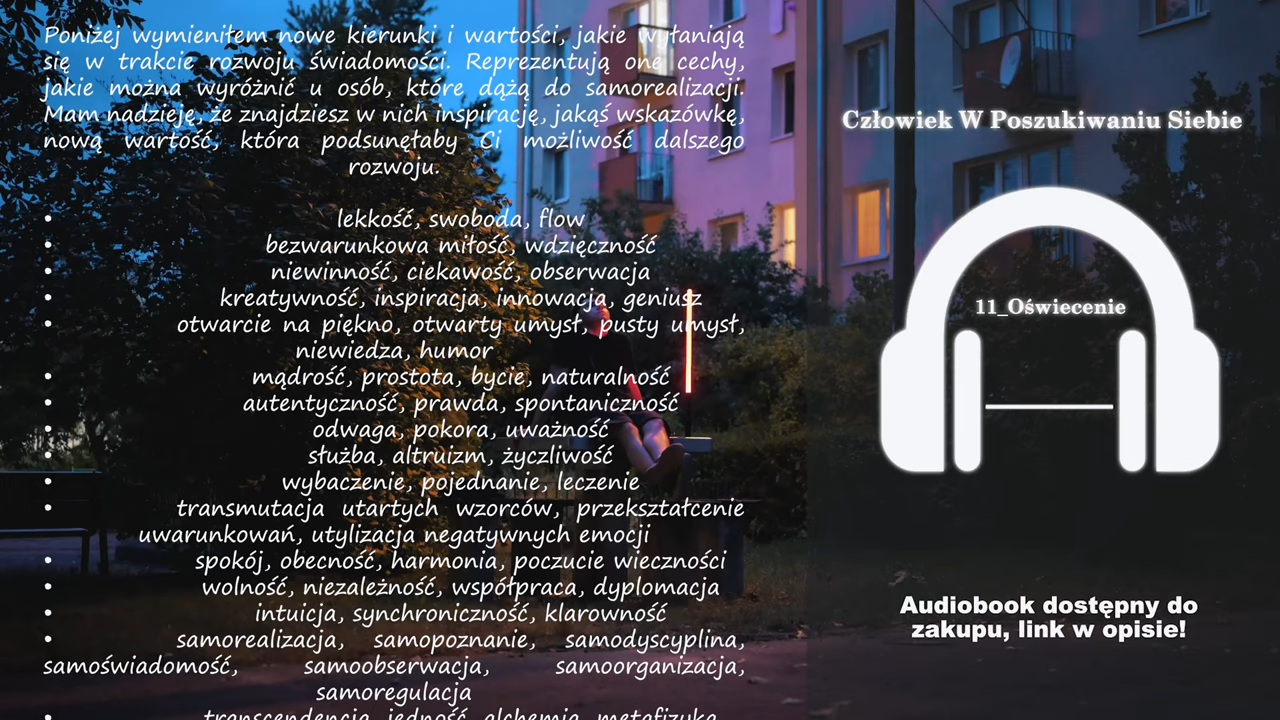 Poniżej wymieniłem nowe kierunki i wartości, jakie wyłaniają
się w trakcie rozwoju świadomości. Reprezentują one cechy,
jakie można wyróżnić u osób, które dążą do samorealizacji.
Mam nadzieję, że znajdziesz w nich inspirację, jakąś wskazówkę,
nową wartość, która podsunęłaby Ci możliwość dalszego
rozwoju.
• lekkość, swoboda, flow
• bezwarunkowa miłość, wdzięczność
• niewinność, ciekawość, obserwacja
• kreatywność, inspiracja, innowacja, geniusz
• otwarcie na piękno, otwarty umysł, pusty umysł,
niewiedza, humor
• mądrość, prostota, bycie, naturalność
• autentyczność, prawda, spontaniczność
• odwaga, pokora, uważność
• służba, altruizm, życzliwość
• wybaczenie, pojednanie, leczenie
• transmutacja utartych wzorców, przekształcenie
uwarunkowań, utylizacja negatywnych emocji
• spokój, obecność, harmonia, poczucie wieczności
• wolność, niezależność, współpraca, dyplomacja
• intuicja, synchroniczność, klarowność
• samorealizacja, samopoznanie, samodyscyplina,
samoświadomość, samoobserwacja, samoorganizacja,
samoregulacja
• transcendencja, jedność, alchemia, metafizyka
Człowiek W Poszukiwaniu Siebie
11_Oświecenie
Audiobook dostępny do
zakupu, link w opisie!